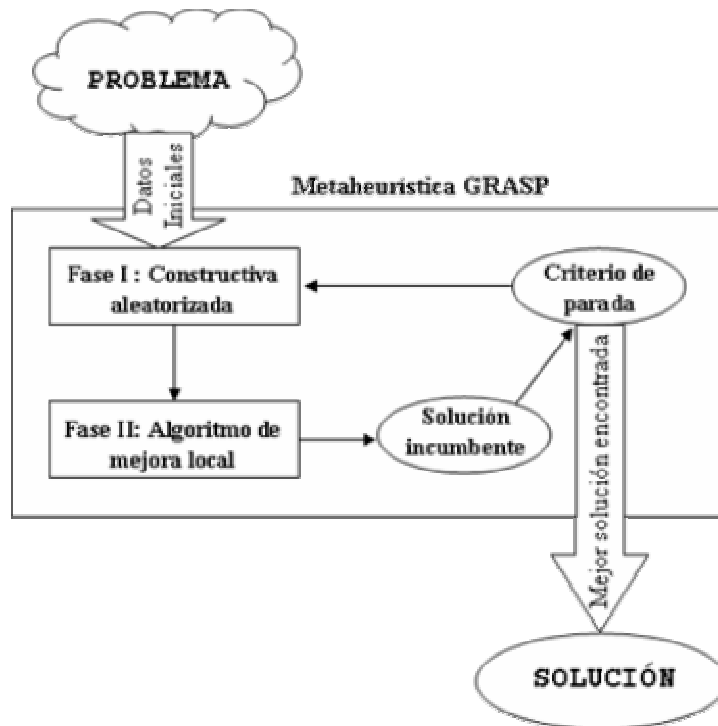 PROBLEMA
Datos
Iniciales
Metaheurística GRASP
Fase I : Constructiva
aleatorizada
Criterio de
parada
Fase II: Algoritmo de
mejora local
Solución
incumbente
Mejor solución encontrada
SOLUCIÓN